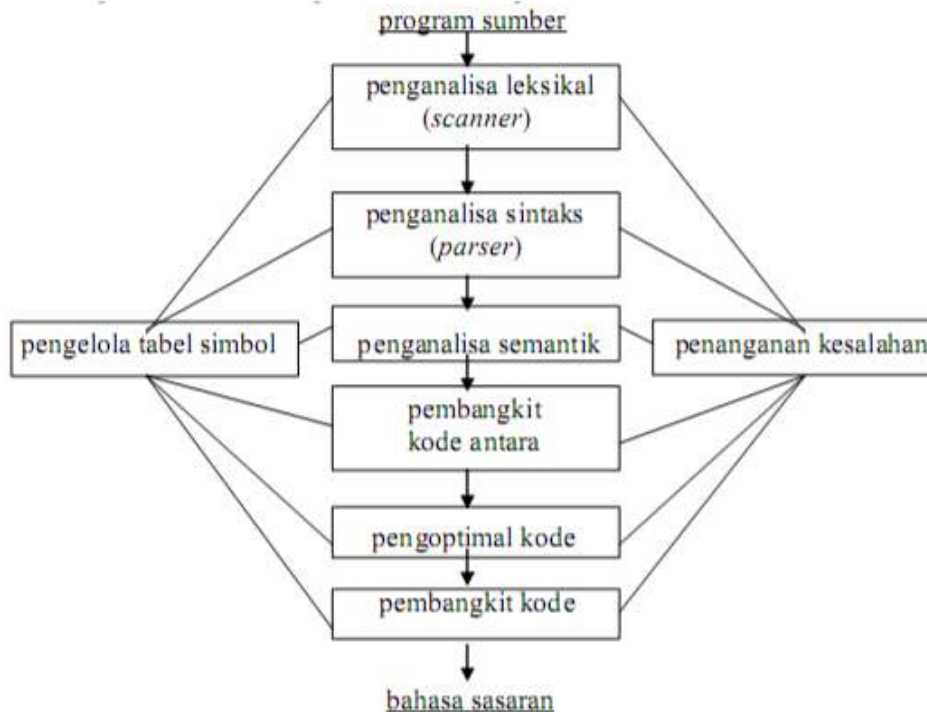 program sumber
penganalisa leksikal
(scanner)
penganalisa sintaks
(parser)
pengelola tabel simbol
penganalisa semantik
penanganan kesalahan
pembangkit
kode antara
pengoptimal kode
pembangkit kode
bahasa sasaran